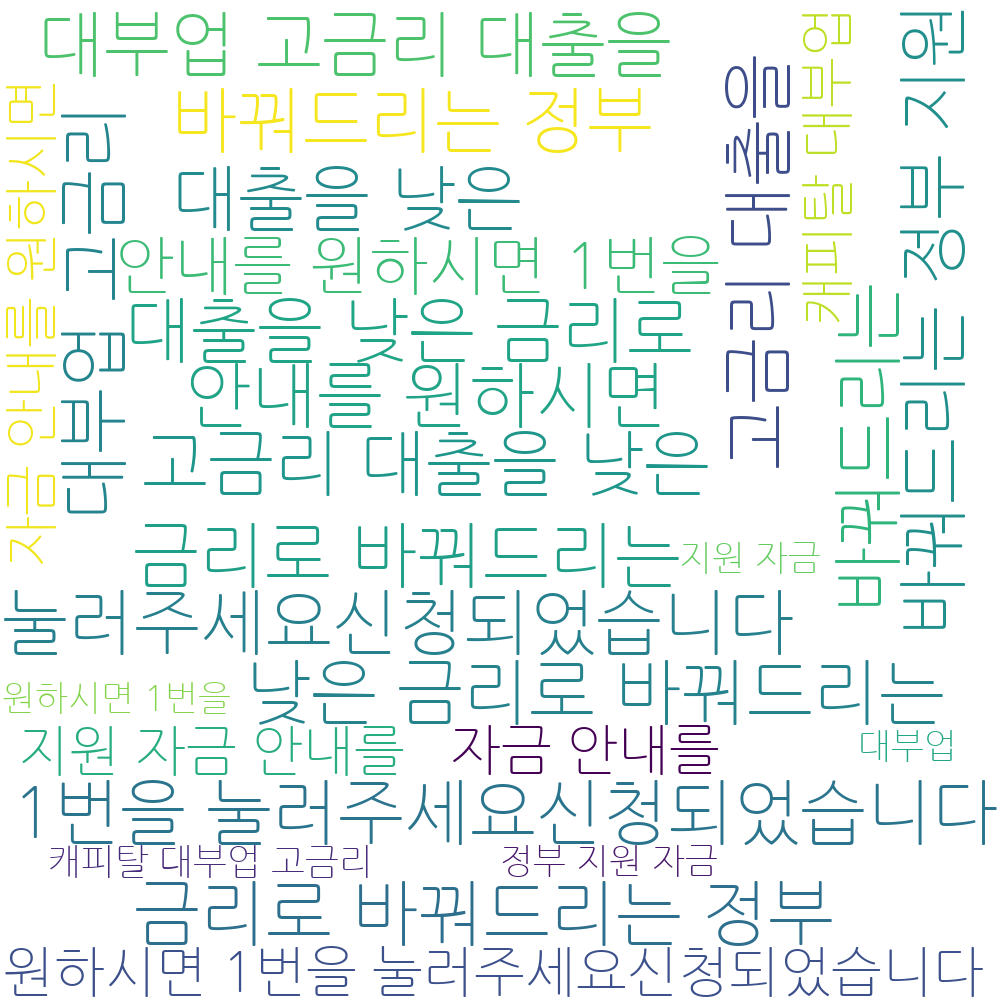 대부업 고금리 대출을
바꿔드리는 정부
대출을 낮은
안내를 원하시면 1번을
대출을 낮은 금리로
안내를 원하시면
고금리 대출을 낮은
금리로 바꿔드리는
지원 자금
눌러주세요신청되었습니다
낮은 금리로 바꿔드리는
원하시면 1번을
지원 자금 안내를
자금 안내를
대부업
1번을 눌러주세요신청되었습니다
캐피탈 대부업 고금리
정부 지원 자금
금리로 바꿔드리는 정부
원하시면 1번을 눌러주세요신청되었습니다
자금 안내를 원하시면
대부업 고금리
고금리 대출을
캐피탈 대부업
바꿔드리는
바꿔드리는 정부 지원